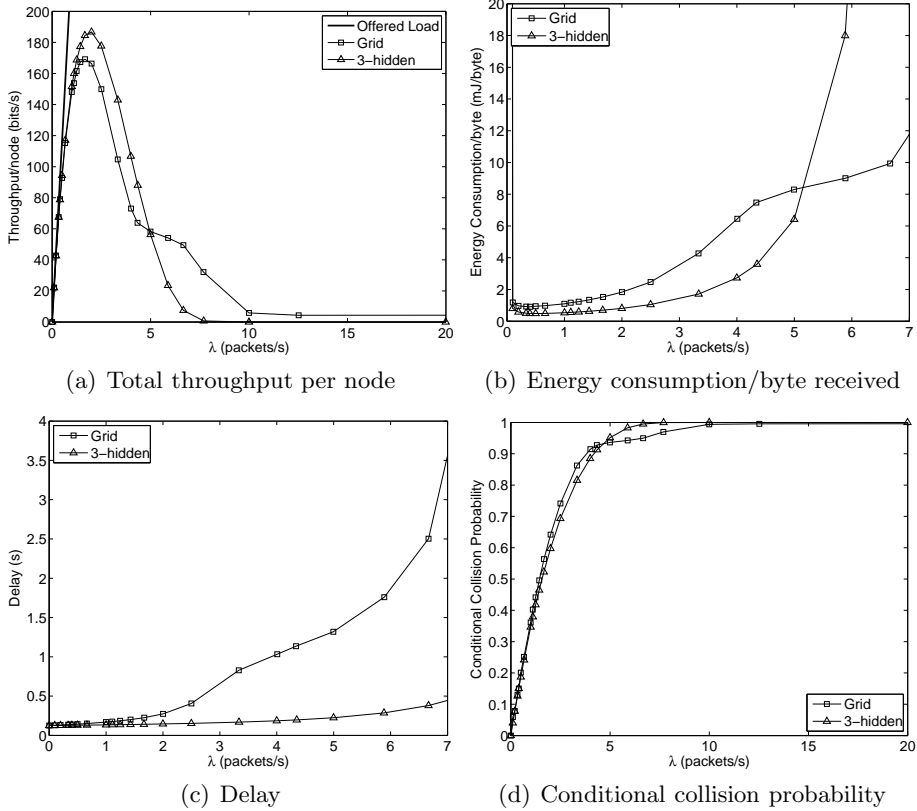 Throughput/node (bits/s)
200
180
160
140
120
100
80
60
40
20
0
0 5 10 15 20
λ (packets/s)
Offered Load
Grid
3−hidden
(a) Total throughput per node
Energy Consumption/byte (mJ/byte)
20
18
16
14
12
10
8
6
4
2
0
0 1 2 3 4 5 6 7
λ (packets/s)
Grid
3−hidden
(b) Energy consumption/byte received
Delay (s)
4
3.5
3
2.5
2
1.5
1
0.5
0
0 1 2 3 4 5 6 7
λ (packets/s)
Grid
3−hidden
(c) Delay
Conditional Collision Probability
1
0.9
0.8
0.7
0.6
0.5
0.4
0.3
0.2
0.1
0
0 5 10 15 20
λ (packets/s)
Grid
3−hidden
(d) Conditional collision probability